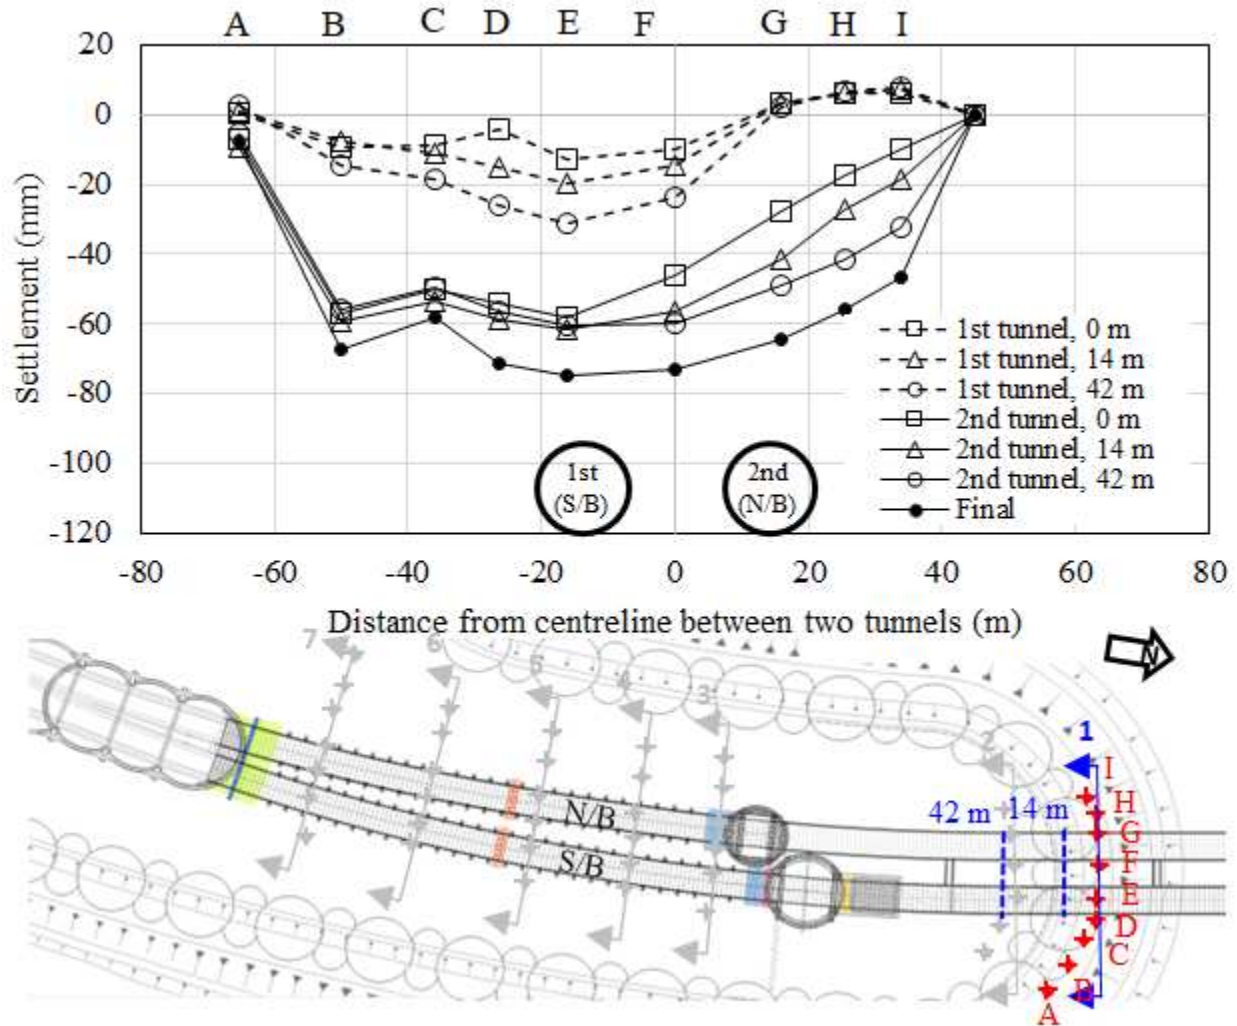 A B C D E F G H I
20
0
-20
-40
-60
-80
-100
-120
Settlement (mm)
1st tunnel, 0 m
1st tunnel, 14 m
1st tunnel, 42 m
2nd tunnel, 0 m
2nd tunnel, 14 m
2nd tunnel, 42 m
Final
1st
(S/B)
2nd
(N/B)
-80 -60 -40 -20 0 20 40 60 80
Distance from centreline between two tunnels (m)
N
7
6
5
4
3
2
1
I
H
G
F
E
D
C
B
A
42 m 14 m
N/B
S/B